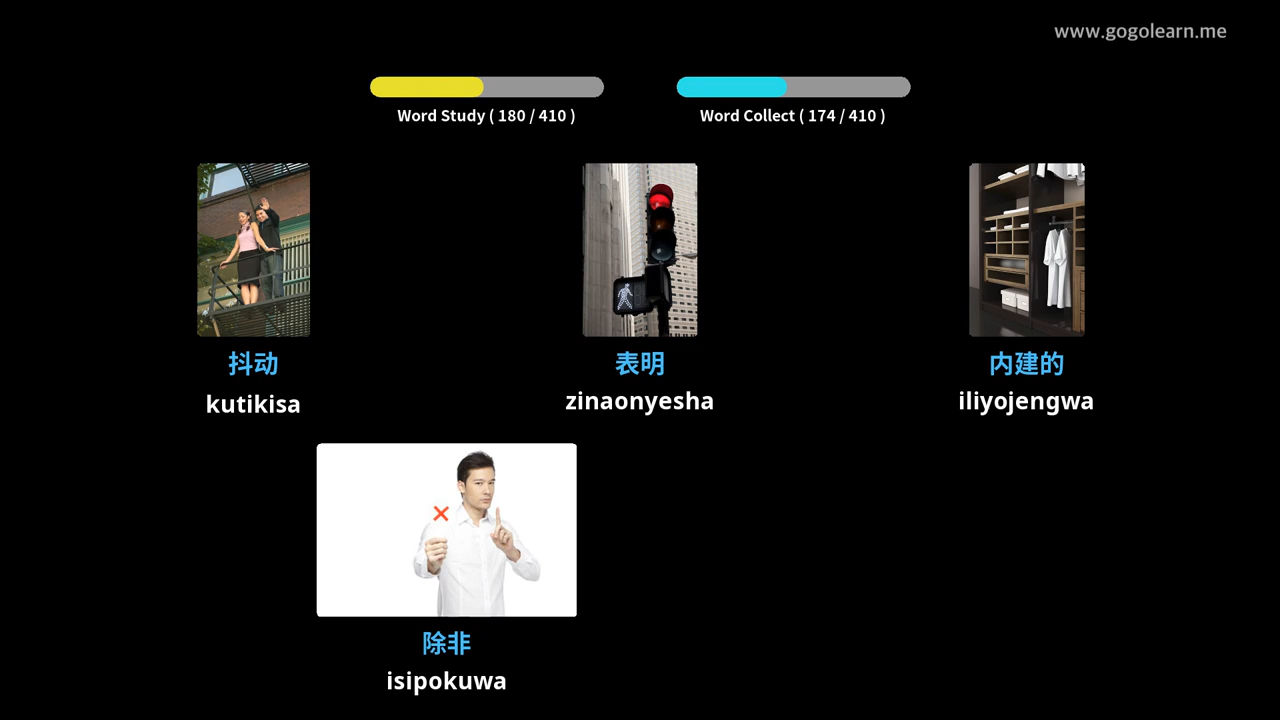 www.gogolearn.me
Word Study ( 180 / 410 )
Word Collect ( 174 / 410 )
抖动
kutikisa
表明
zinaonyesha
内建的
iliyojengwa
除非
isipokuwa